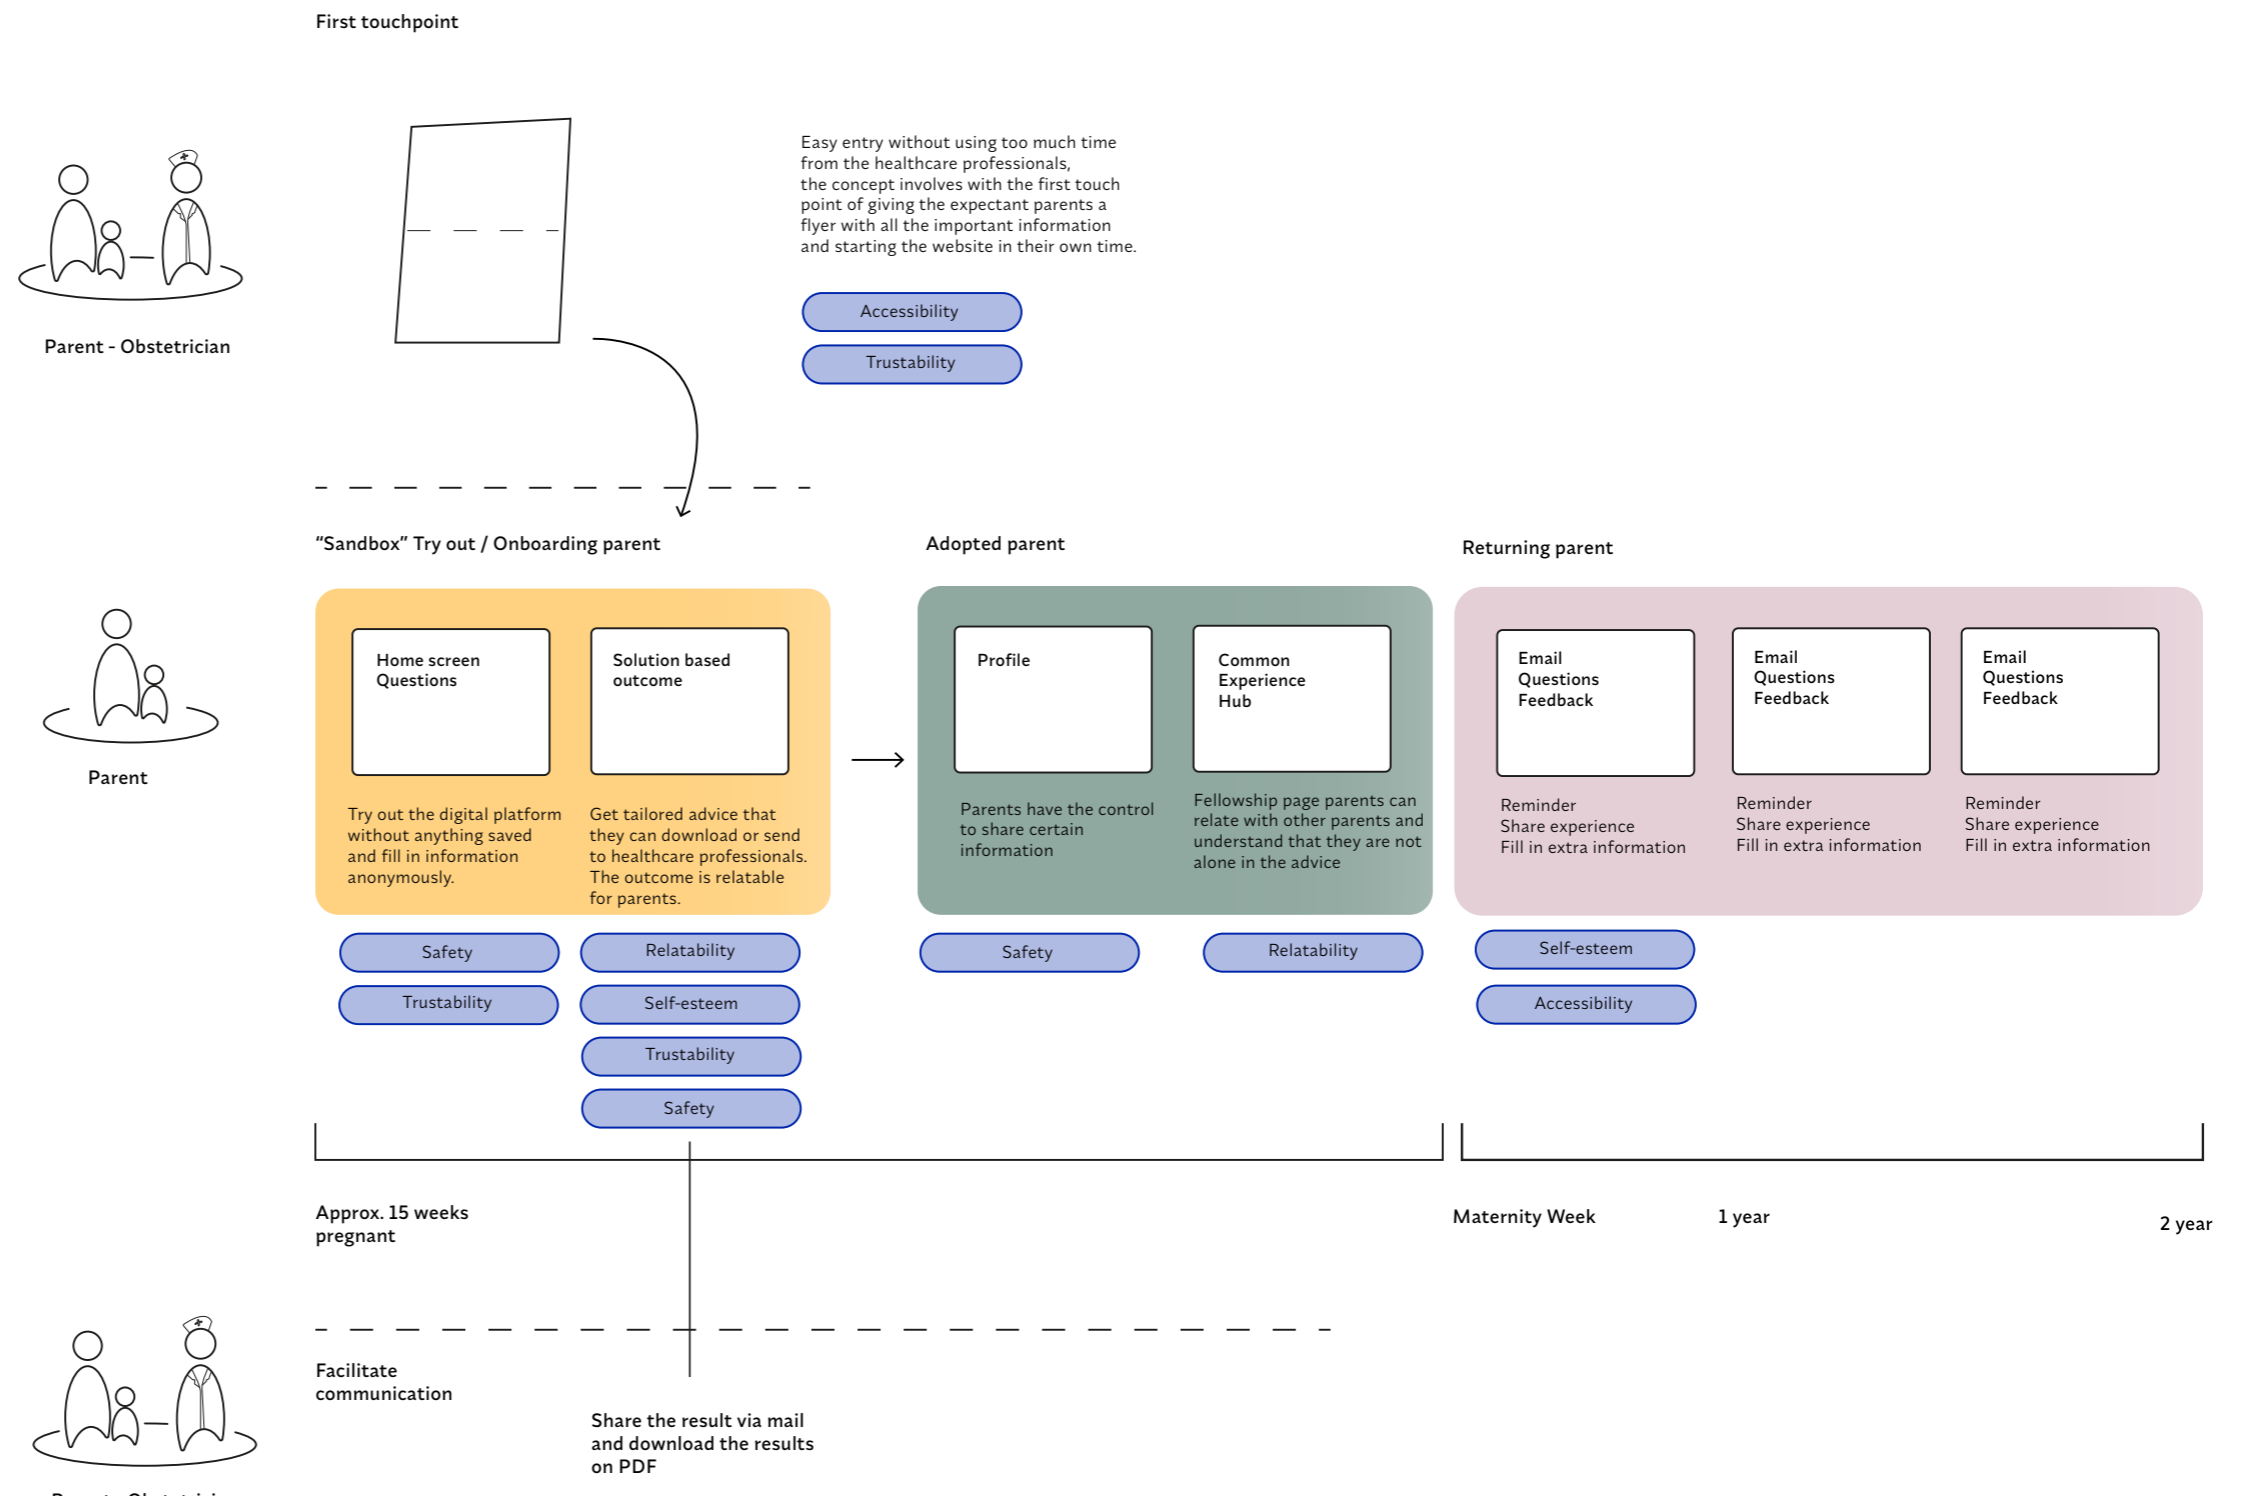 First touchpoint
Easy entry without using too much time
from the healthcare professionals,
the concept involves with the first touch
point of giving the expectant parents a
flyer with all the important information
and starting the website in their own time.
Accessibility
Trustability
Parent - Obstetrician
“Sandbox” Try out / Onboarding parent
Adopted parent
Returning parent
Parent
Home screen
Questions
Try out the digital platform
without anything saved
and fill in information
anonymously.
Solution based
outcome
Get tailored advice that
they can download or send
to healthcare professionals.
The outcome is relatable
for parents.
Profile
Parents have the control
to share certain
information
Common
Experience
Hub
Fellowship page parents can
relate with other parents and
understand that they are not
alone in the advice
Email
Questions
Feedback
Reminder
Share experience
Fill in extra information
Email
Questions
Feedback
Reminder
Share experience
Fill in extra information
Email
Questions
Feedback
Reminder
Share experience
Fill in extra information
Safety
Trustability
Relatability
Self-esteem
Trustability
Safety
Safety
Relatability
Self-esteem
Accessibility
Approx. 15 weeks
pregnant
Maternity Week
1 year
2 year
Facilitate
communication
Share the result via mail
and download the results
on PDF